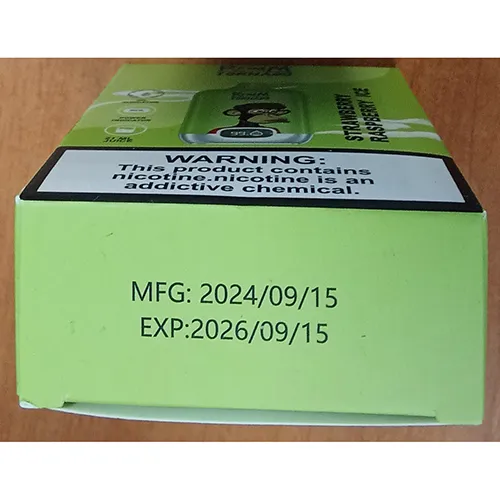 TORNADO
STRAWBERRY
RASPBERRY ICE
WARNING:
This product contains
nicotine.nicotine is an
addictive chemical.
MFG: 2024/09/15
EXP:2026/09/15